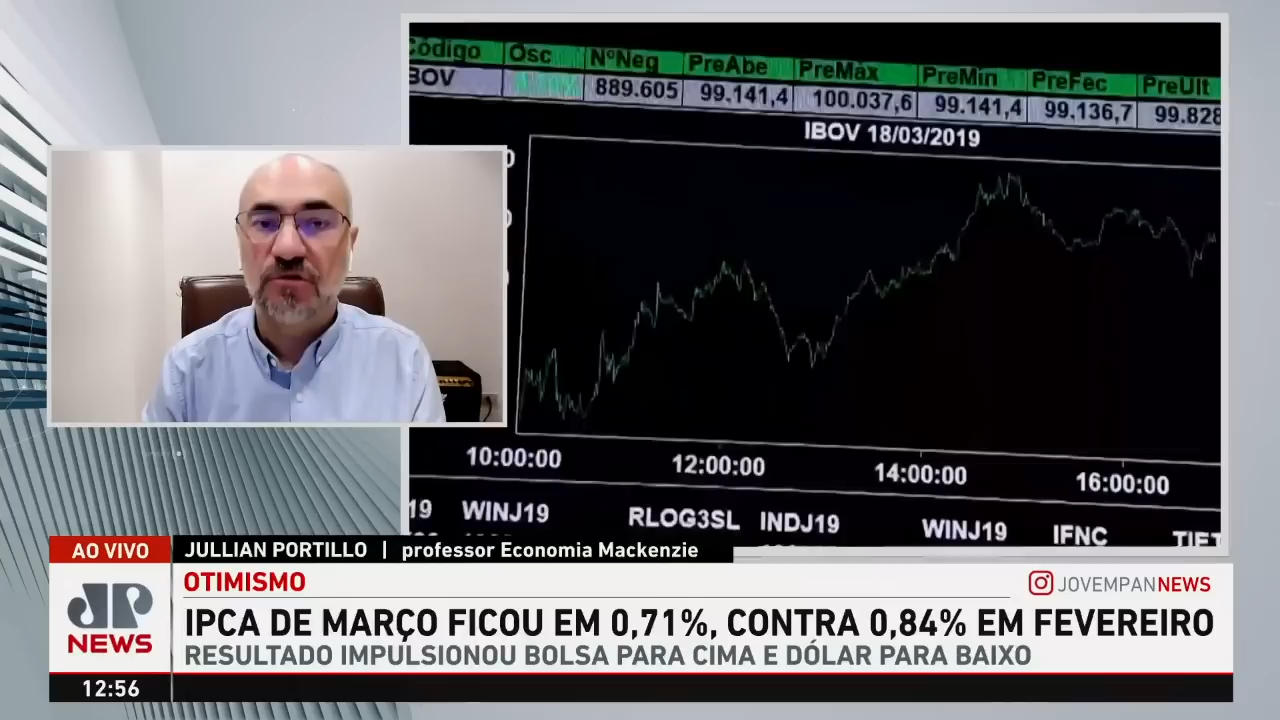 Código Osc NºNeg PreAbe PreMáx PreMin PreFec PreUlt
BOV 889.605 99.141,4 100.037,6 99.141,4 99.136,7 99.828
IBOV 18/03/2019
10:00:00 12:00:00 14:00:00 16:00:00
19 WINJ19 RLOG3SL INDJ19 WINJ19 IFNC TIET
AO VIVO JULLIAN PORTILLO | professor Economia Mackenzie
OTIMISMO
JOVEMPANNEWS
JP NEWS
IPCA DE MARÇO FICOU EM 0,71%, CONTRA 0,84% EM FEVEREIRO
RESULTADO IMPULSIONOU BOLSA PARA CIMA E DÓLAR PARA BAIXO
12:56